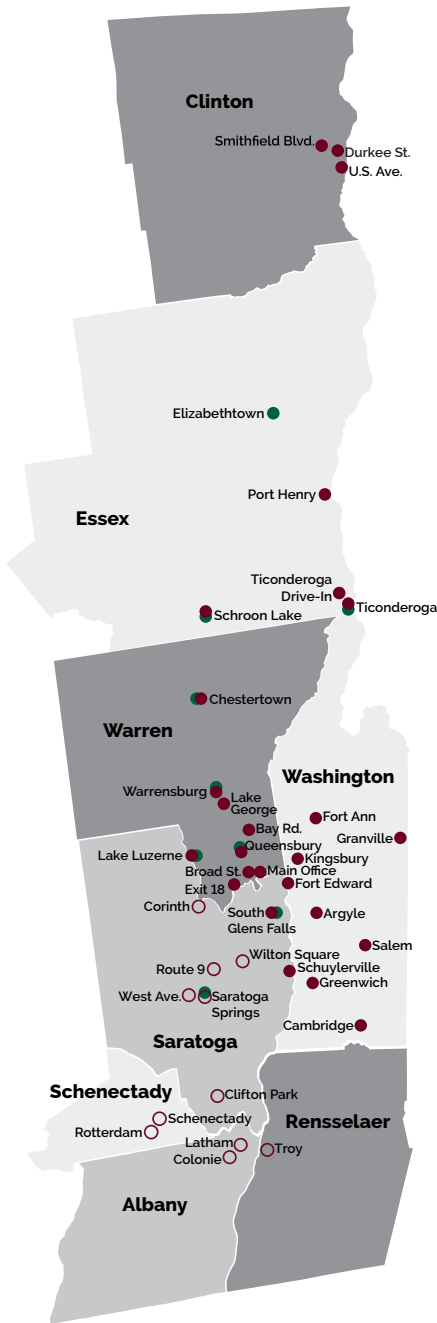 Clinton
Smithfield Blvd.
Durkee St.
U.S. Ave.
Elizabethtown
Port Henry
Essex
Ticonderoga
Drive-In
Ticonderoga
Schroon Lake
Chestertown
Warren
Washington
Warrensburg
Lake
George
Fort Ann
Bay Rd.
Granville
Queensbury
Lake Luzerne
Kingsbury
Broad St.
Main Office
Exit 18
Fort Edward
Corinth
South
Glens Falls
Argyle
Wilton Square
Salem
Route 9
Schuylerville
Greenwich
West Ave.
Saratoga
Springs
Cambridge
Saratoga
Schenectady
Clifton Park
Schenectady
Rensselaer
Rotterdam
Latham
Colonie
Troy
Albany